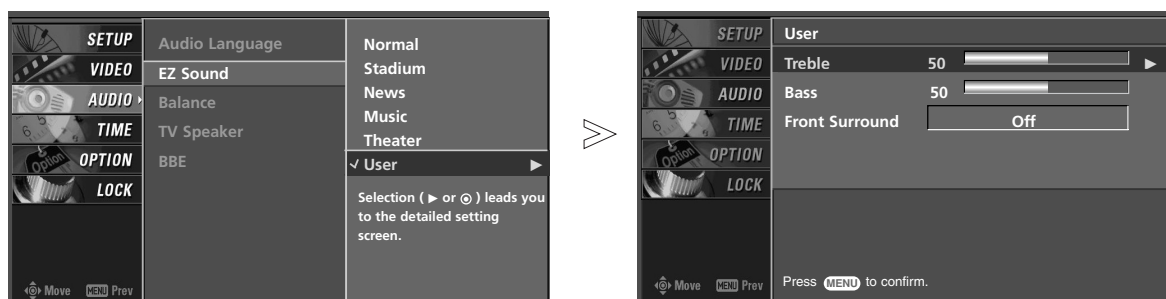 SETUP
VIDEO
AUDIO
TIME
OPTION
LOCK
Move MENU Prev
Audio Language
EZ Sound
Balance
TV Speaker
BBE
Normal
Stadium
News
Music
Theater
✓ User ▶
Selection ( ▶ or ◉ ) leads you
to the detailed setting
screen.
SETUP
VIDEO
AUDIO
TIME
OPTION
LOCK
Move MENU Prev
User
Treble 50 ▶
Bass 50
Front Surround Off
Press MENU to confirm.